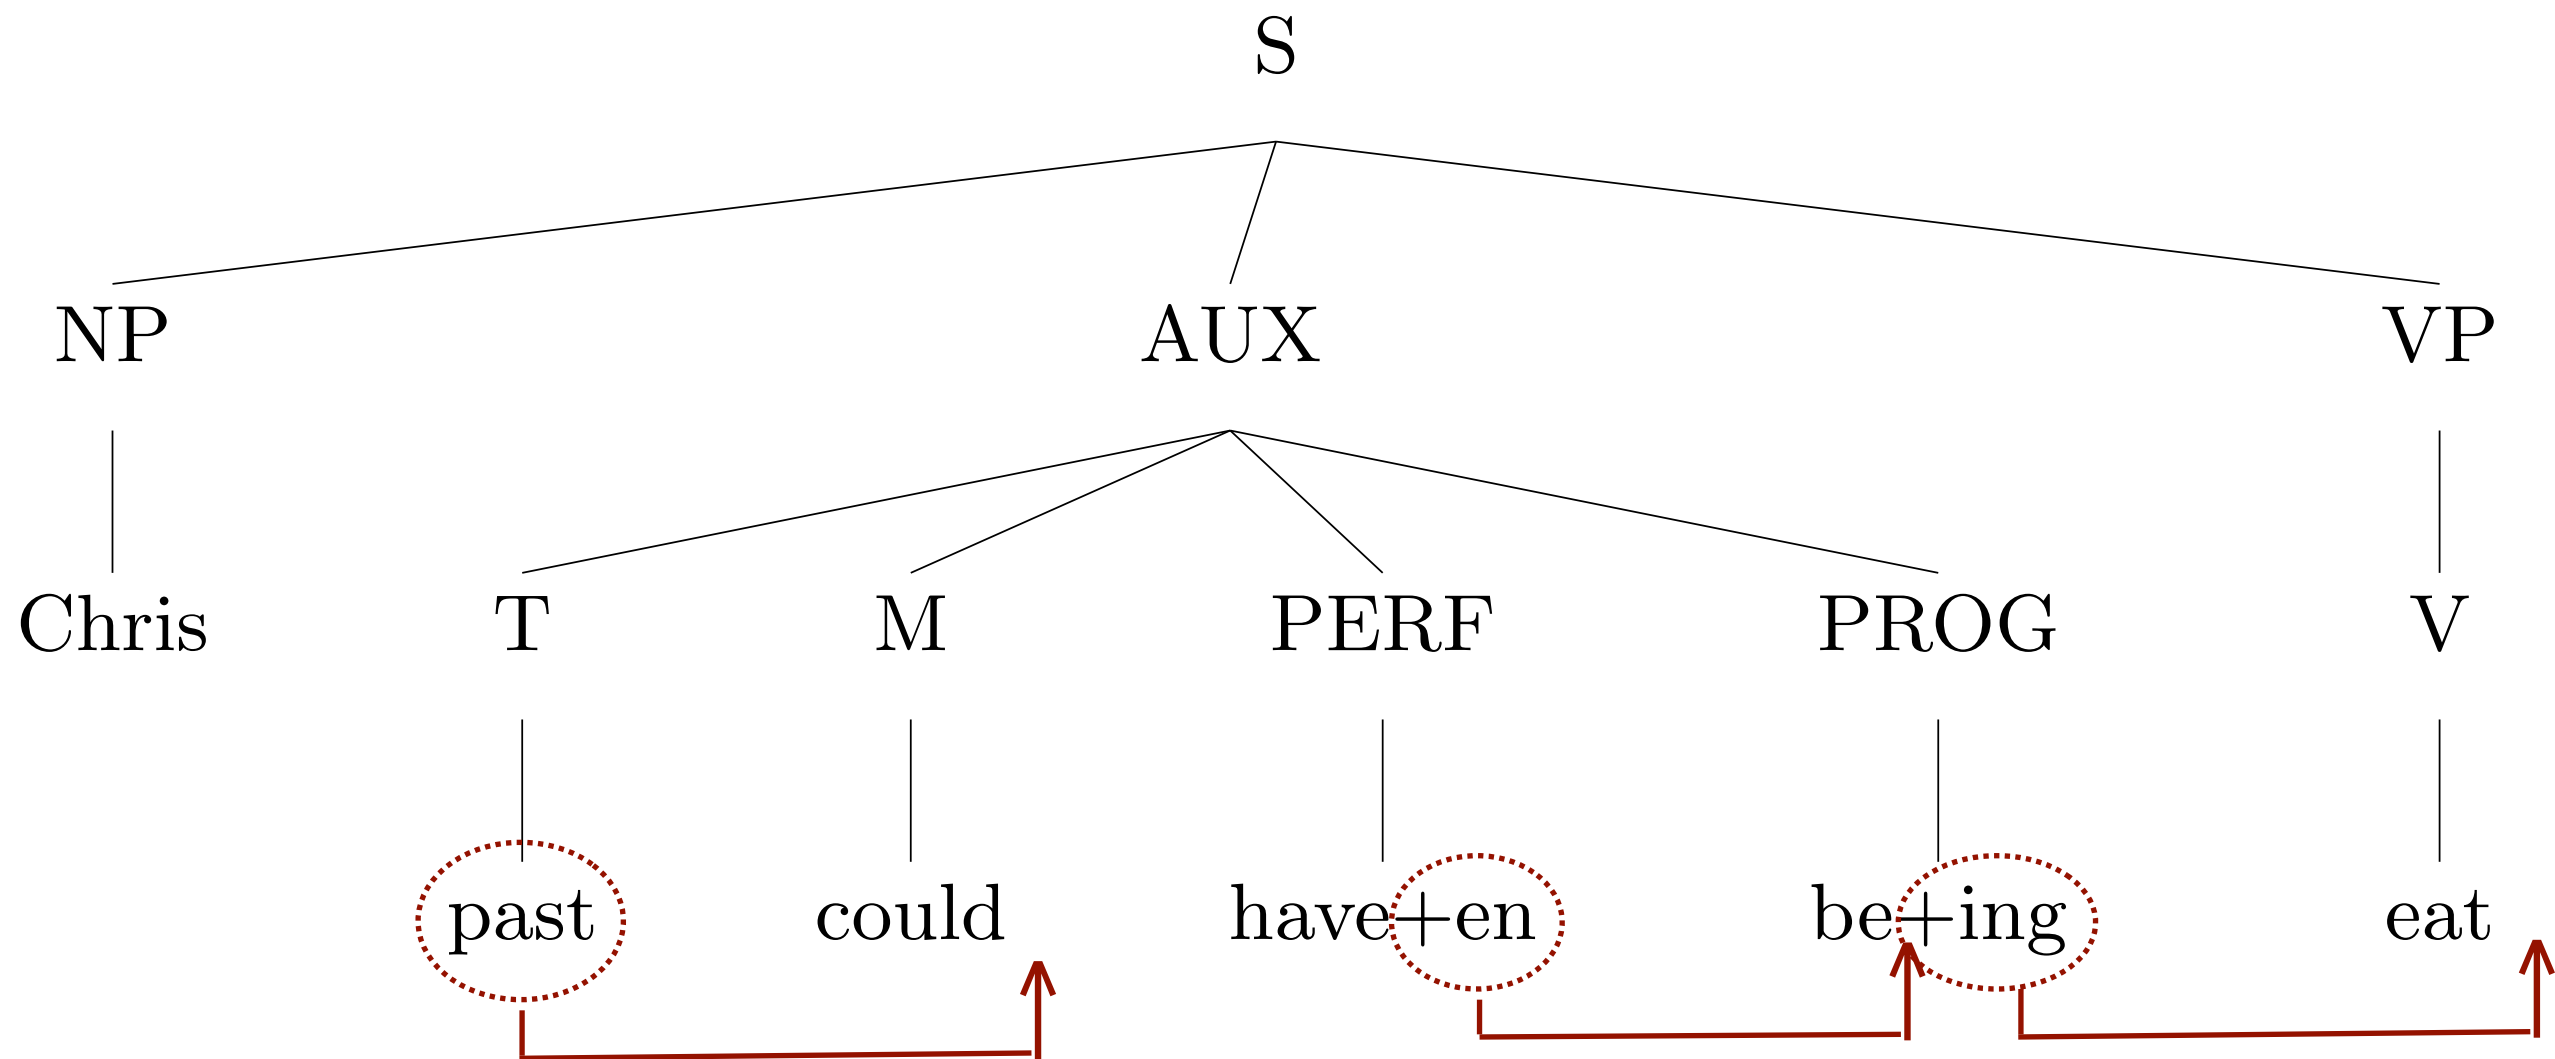 S
NP AUX VP
Chris T M PERF PROG V
past could have+en be+ing eat